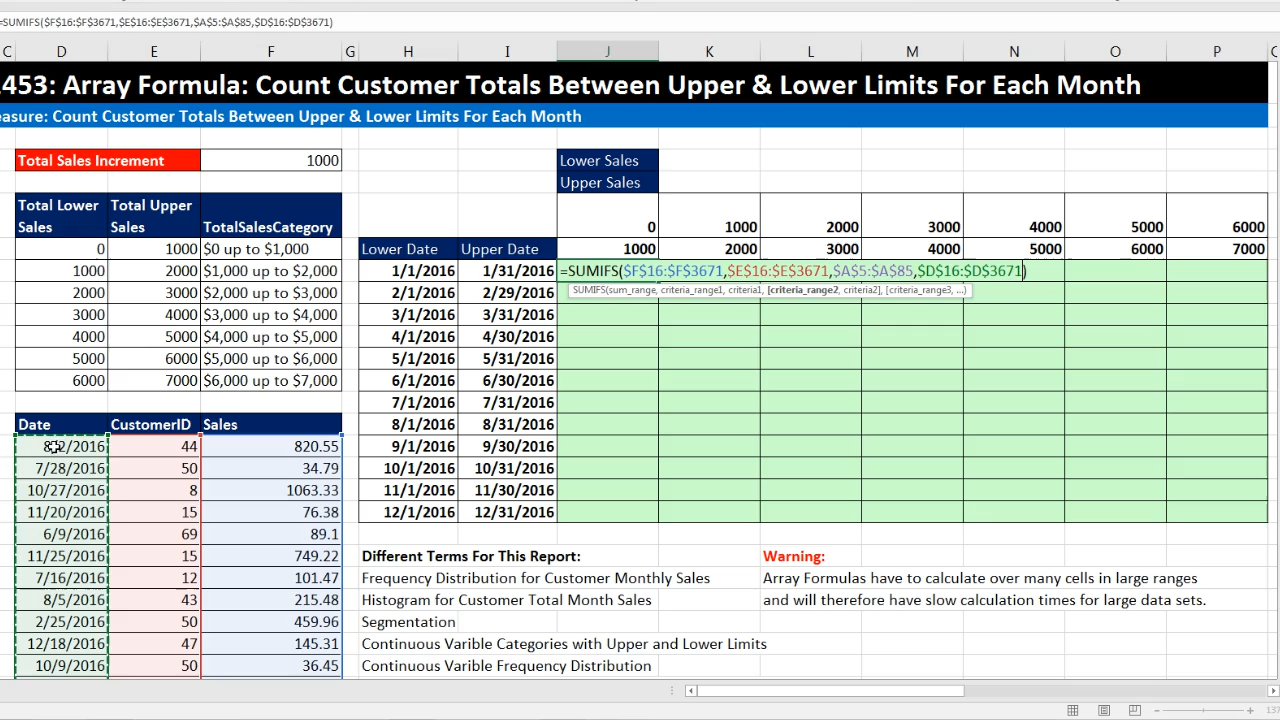 =SUMIFS($F$16:$F$3671,$E$16:$E$3671,$A$5:$A$85,$D$16:$D$3671)
C D E F G H I J K L M N O P
453: Array Formula: Count Customer Totals Between Upper & Lower Limits For Each Month
easure: Count Customer Totals Between Upper & Lower Limits For Each Month
Total Sales Increment 1000 Lower Sales
Upper Sales
Total Lower Sales Total Upper Sales TotalSalesCategory 0 1000 2000 3000 4000 5000 6000
0 1000 $0 up to $1,000 Lower Date Upper Date 1000 2000 3000 4000 5000 6000 7000
1000 2000 $1,000 up to $2,000 1/1/2016 1/31/2016 =SUMIFS($F$16:$F$3671,$E$16:$E$3671,$A$5:$A$85,$D$16:$D$3671)
2000 3000 $2,000 up to $3,000 2/1/2016 2/29/2016 SUMIFS(sum_range, criteria_range1, criteria1, [criteria_range2, criteria2], [criteria_range3, ...)
3000 4000 $3,000 up to $4,000 3/1/2016 3/31/2016
4000 5000 $4,000 up to $5,000 4/1/2016 4/30/2016
5000 6000 $5,000 up to $6,000 5/1/2016 5/31/2016
6000 7000 $6,000 up to $7,000 6/1/2016 6/30/2016
7/1/2016 7/31/2016
Date CustomerID Sales 8/1/2016 8/31/2016
44 820.55 9/1/2016 9/30/2016
7/28/2016 50 34.79 10/1/2016 10/31/2016
10/27/2016 8 1063.33 11/1/2016 11/30/2016
11/20/2016 15 76.38 12/1/2016 12/31/2016
6/9/2016 69 89.1
11/25/2016 15 749.22 Different Terms For This Report: Warning:
7/16/2016 12 101.47 Frequency Distribution for Customer Monthly Sales Array Formulas have to calculate over many cells in large ranges
8/5/2016 43 215.48 Histogram for Customer Total Month Sales and will therefore have slow calculation times for large data sets.
2/25/2016 50 459.96 Segmentation
12/18/2016 47 145.31 Continuous Varible Categories with Upper and Lower Limits
10/9/2016 50 36.45 Continuous Varible Frequency Distribution